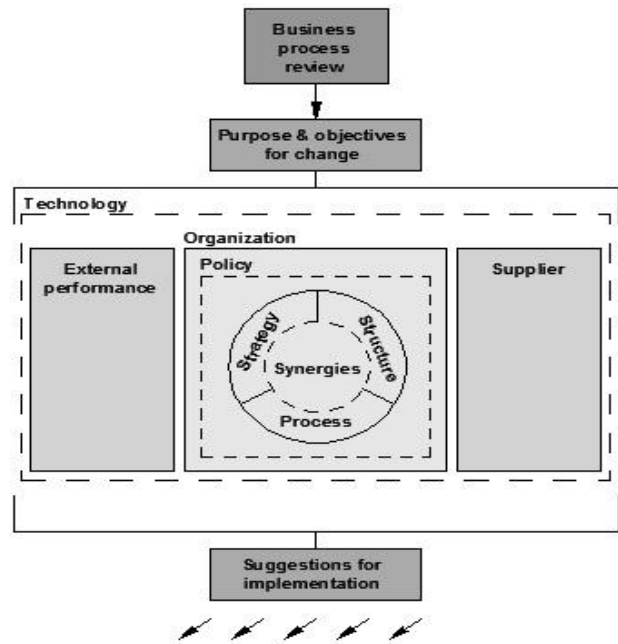 Business
process
review
Purpose & objectives
for change
Technology
Organization
External
performance
Policy
Supplier
Strategy
Structure
Synergies
Process
Suggestions for
implementation